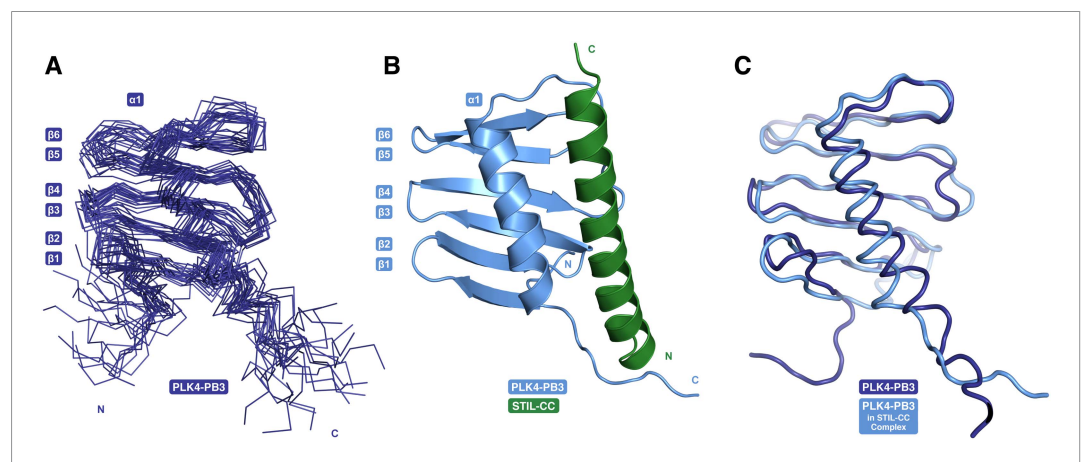 A
α1
β6
β5
β4
β3
β2
β1
PLK4-PB3
N
C
B
C
α1
β6
β5
β4
β3
β2
β1
N
N
C
PLK4-PB3
STIL-CC
C
PLK4-PB3
PLK4-PB3
in STIL-CC
Complex